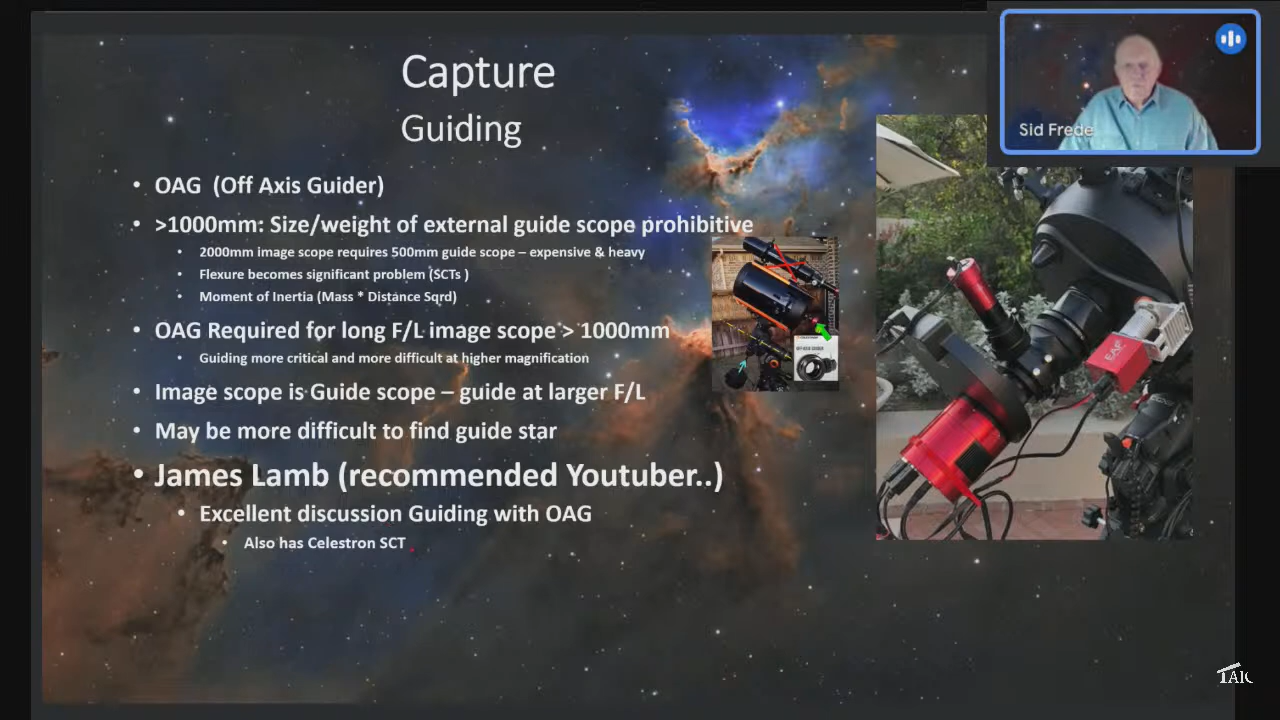 Capture
Guiding
OAG (Off Axis Guider)
>1000mm: Size/weight of external guide scope prohibitive
2000mm image scope requires 500mm guide scope – expensive & heavy
Flexure becomes significant problem (SCTs )
Moment of Inertia (Mass * Distance Sqrd)
OAG Required for long F/L image scope > 1000mm
Guiding more critical and more difficult at higher magnification
Image scope is Guide scope – guide at larger F/L
May be more difficult to find guide star
James Lamb (recommended Youtuber..)
Excellent discussion Guiding with OAG
Also has Celestron SCT
Sid Frede
EAF
TAIC